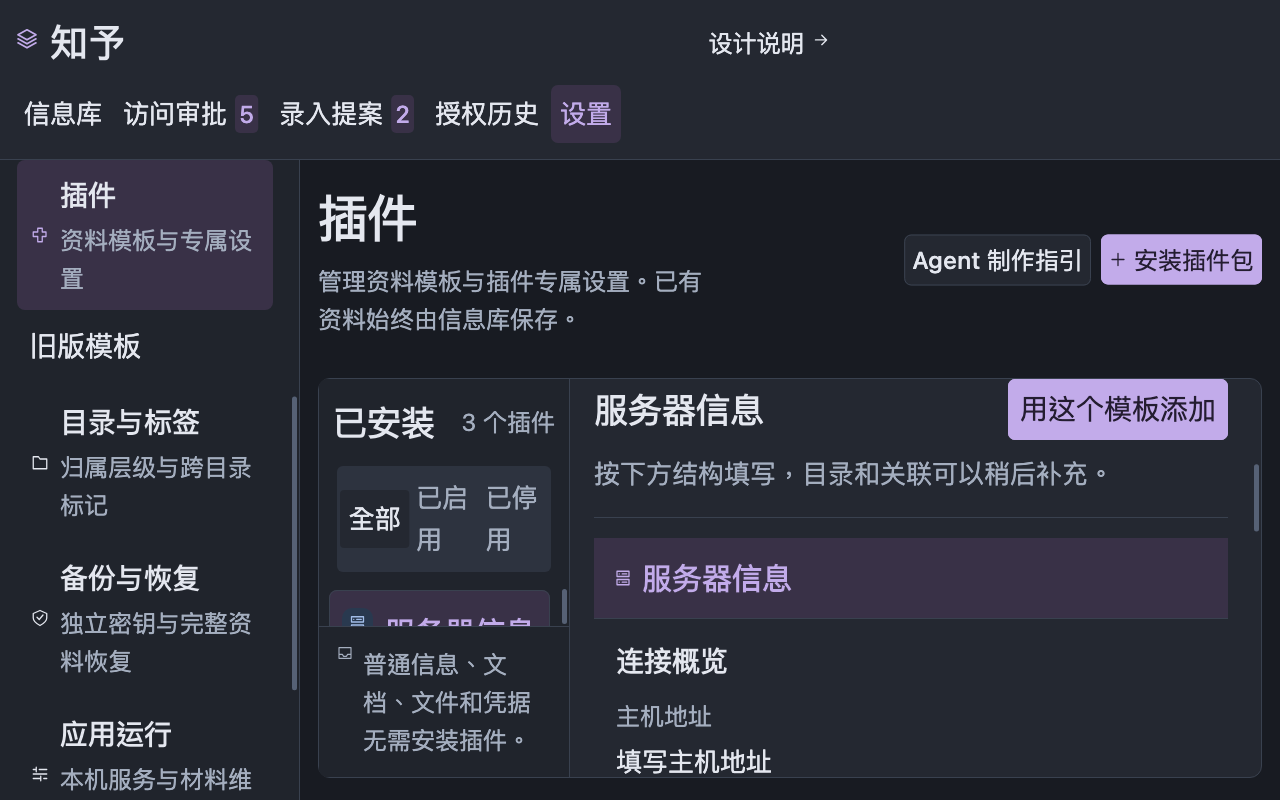 知予
设计说明 →
信息库 访问审批 5 录入提案 2 授权历史 设置
插件
资料模板与专属设
置
旧版模板
目录与标签
归属层级与跨目录
标记
备份与恢复
独立密钥与完整资
料恢复
应用运行
本机服务与材料维
插件
管理资料模板与插件专属设置。已有
资料始终由信息库保存。
Agent 制作指引
+ 安装插件包
已安装 3 个插件
全部
已启
用
已停
用
服务器信息
普通信息、文
档、文件和凭据
无需安装插件。
服务器信息
用这个模板添加
按下方结构填写，目录和关联可以稍后补充。
服务器信息
连接概览
主机地址
填写主机地址